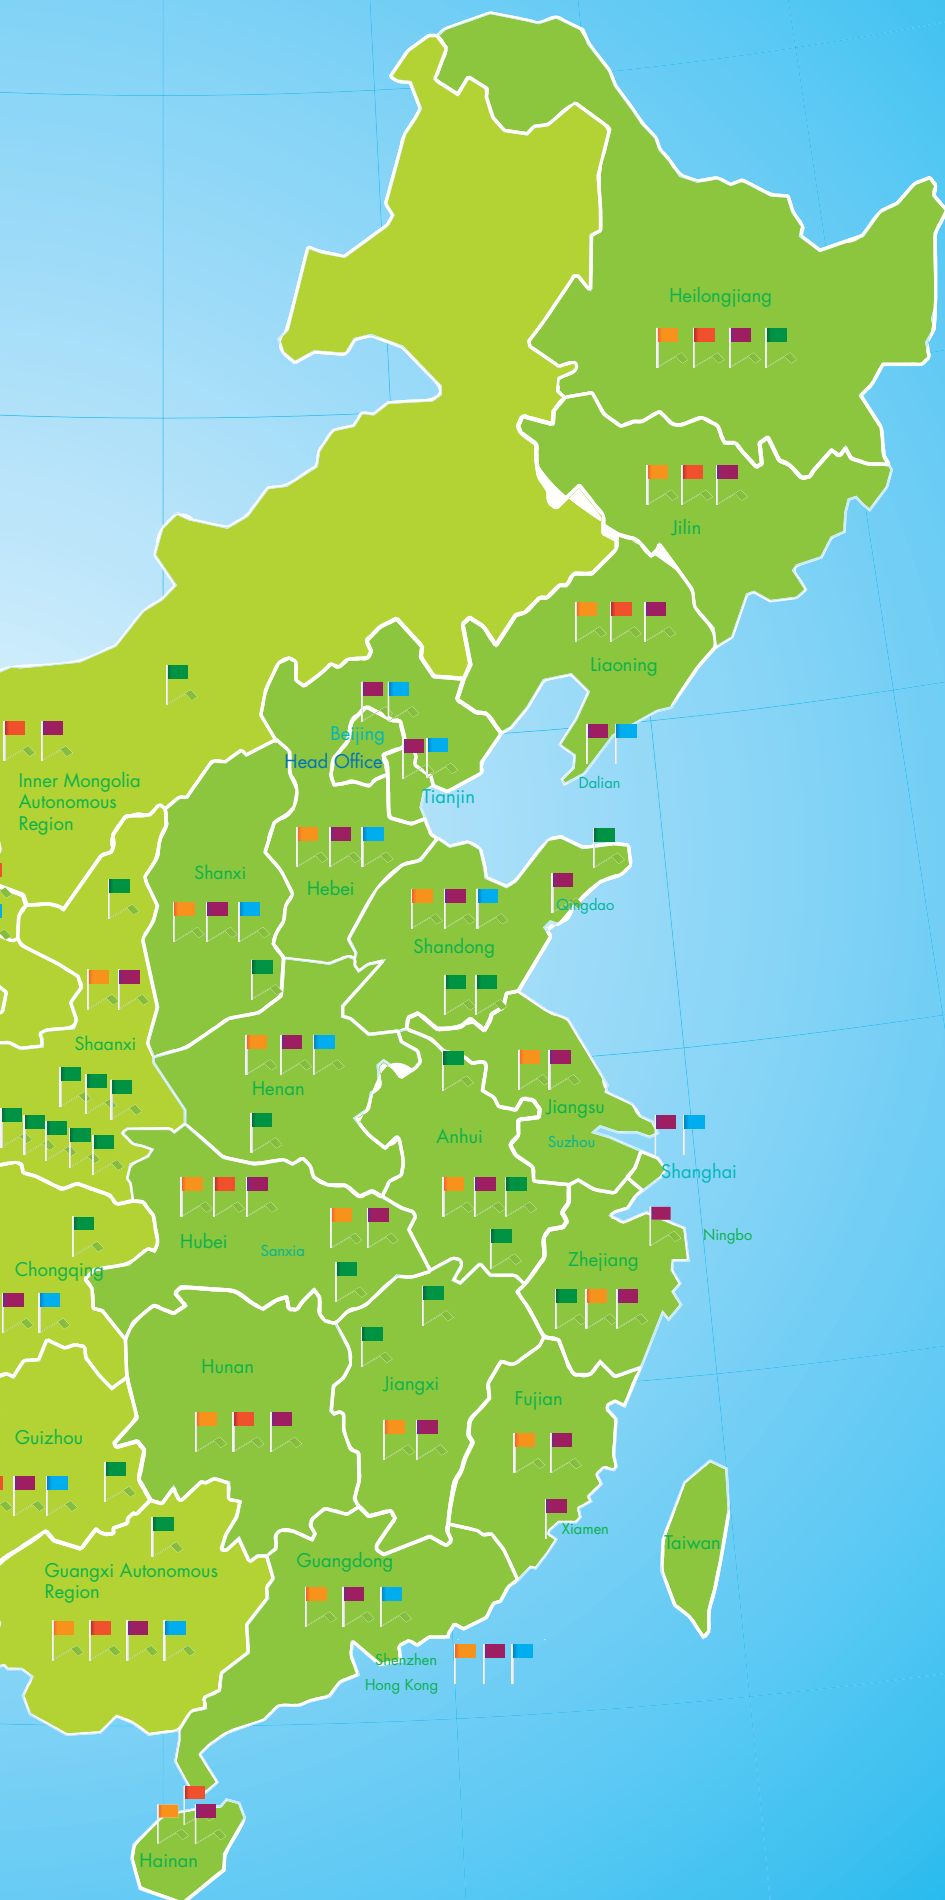 Heilongjiang
Jilin
Liaoning
Beijing
Head Office
Inner Mongolia
Autonomous
Region
Dalian
Tianjin
Shanxi
Hebei
Qingdao
Shandong
Shaanxi
Henan
Jiangsu
Anhui
Suzhou
Shanghai
Hubei
Sanxia
Ningbo
Zhejiang
Chongqing
Hunan
Jiangxi
Fujian
Guizhou
Xiamen
Taiwan
Guangdong
Guangxi Autonomous
Region
Shenzhen
Hong Kong
Hainan